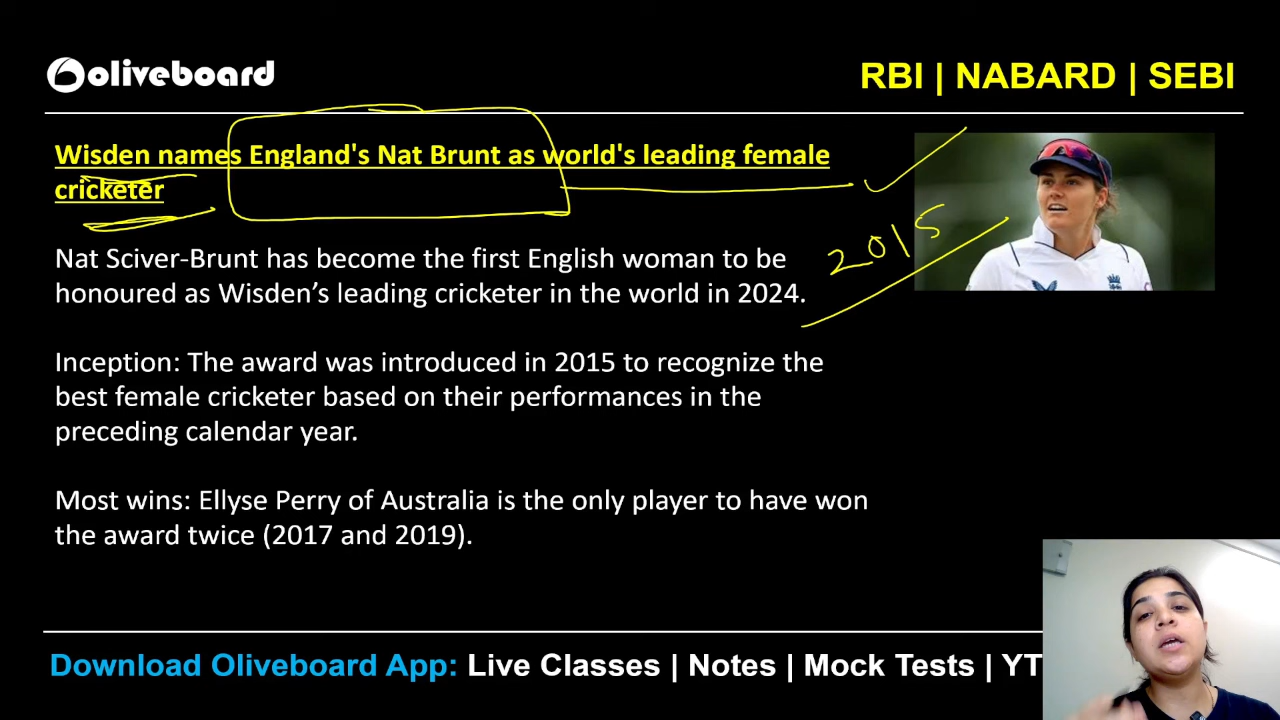 oliveboard
RBI | NABARD | SEBI
Wisden names England's Nat Brunt as world's leading female
cricketer
2015
Nat Sciver-Brunt has become the first English woman to be
honoured as Wisden’s leading cricketer in the world in 2024.
Inception: The award was introduced in 2015 to recognize the
best female cricketer based on their performances in the
preceding calendar year.
Most wins: Ellyse Perry of Australia is the only player to have won
the award twice (2017 and 2019).
Download Oliveboard App: Live Classes | Notes | Mock Tests | YT